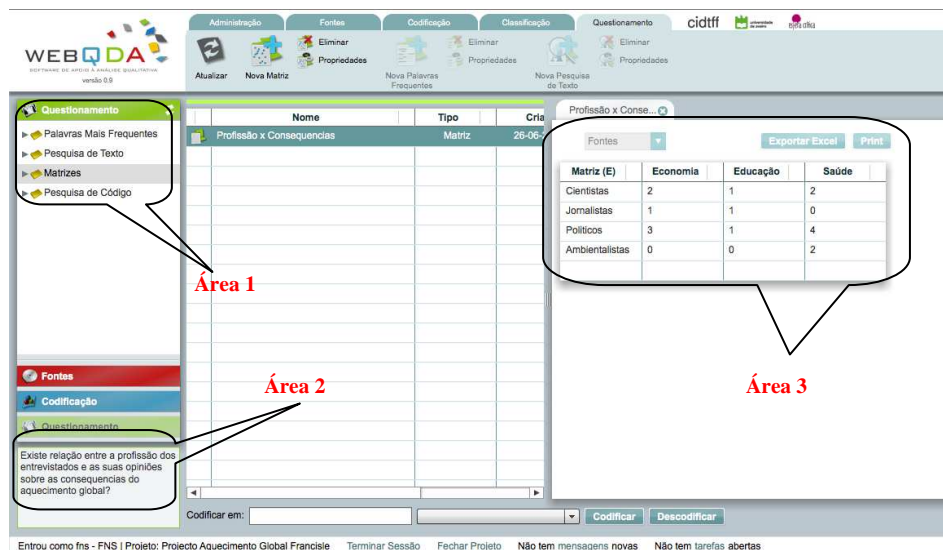 Administração Fontes Codificação Classificação Questionamento cidtff
WEBQDA
SOFTWARE DE APOIO À ANÁLISE QUALITATIVA
versão 0.9
Atualizar
Nova Matriz
Eliminar
Propriedades
Nova Palavras
Frequentes
Eliminar
Propriedades
Nova Pesquisa
de Texto
Eliminar
Propriedades
Questionamento
Palavras Mais Frequentes
Pesquisa de Texto
Matrizes
Pesquisa de Código
Área 1
Fontes
Codificação
Questionamento
Existe relação entre a profissão dos
entrevistados e as suas opiniões
sobre as consequencias do
aquecimento global?
Nome Tipo Cria
Profissão x Consequencias Matriz 26-06-
Área 2
Codificar em: Codificar Descodificar
Profissão x Conse...
Fontes Exportar Excel Print
Matriz (E) Economia Educação Saúde
Cientistas 2 1 2
Jornalistas 1 1 0
Politicos 3 1 4
Ambientalistas 0 0 2
Área 3
Entrou como fns - FNS | Projeto: Projecto Aquecimento Global Francisle Terminar Sessão Fechar Projeto Não tem mensagens novas Não tem tarefas abertas